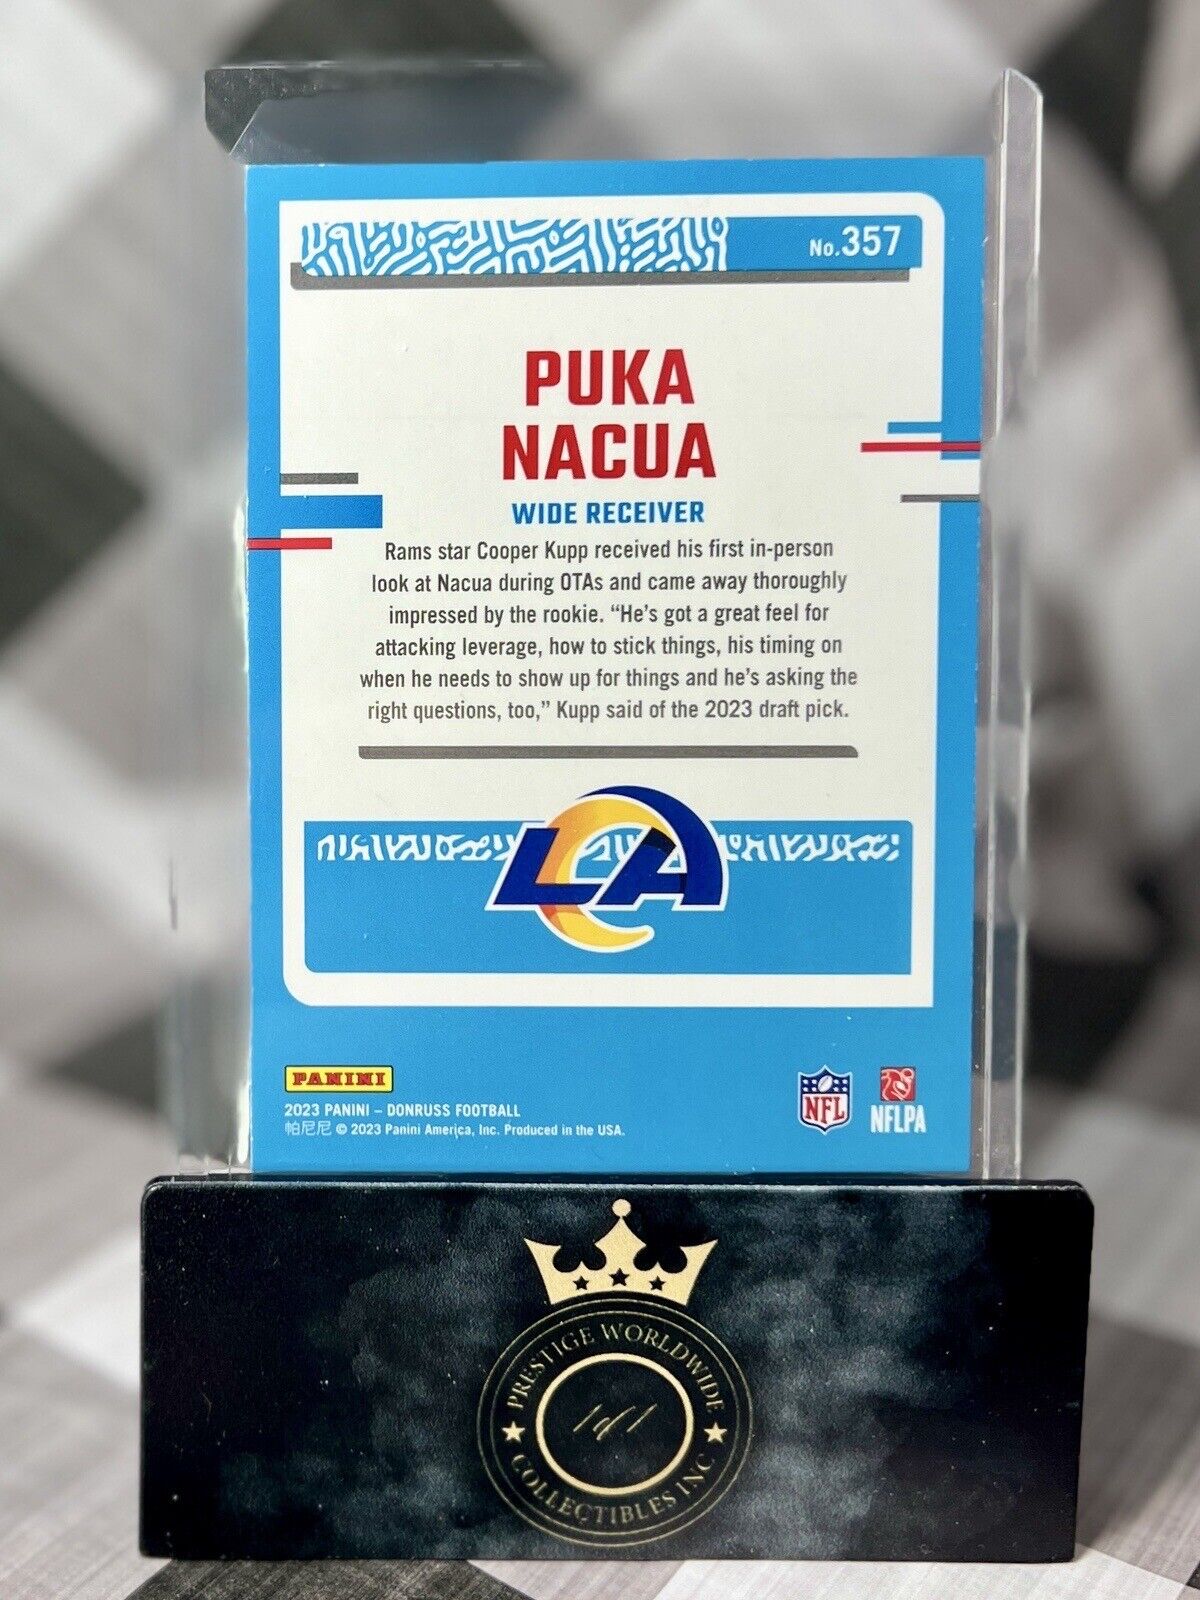 No.357
PUKA
NACUA
WIDE RECEIVER
Rams star Cooper Kupp received his first in-person
look at Nacua during OTAs and came away thoroughly
impressed by the rookie. “He’s got a great feel for
attacking leverage, how to stick things, his timing on
when he needs to show up for things and he’s asking the
right questions, too,” Kupp said of the 2023 draft pick.
LA
PANINI
2023 PANINI – DONRUSS FOOTBALL
帕尼尼 © 2023 Panini America, Inc. Produced in the USA.
NFL
NFLPA
PRESTIGE WORLDWIDE
1of1
COLLECTIBLES INC